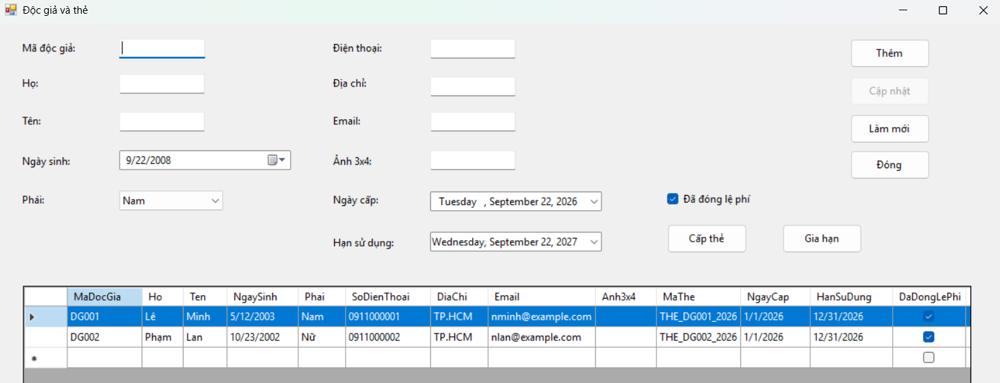 Độc giả và thẻ
Mã độc giả: Điện thoại: Thêm
Họ: Địa chỉ: Cập nhật
Tên: Email: Làm mới
Ngày sinh: 9/22/2008 Ảnh 3x4: Đóng
Phái: Nam Ngày cấp: Tuesday , September 22, 2026 Đã đóng lệ phí
Hạn sử dụng: Wednesday, September 22, 2027 Cấp thẻ Gia hạn
MaDocGia Ho Ten NgaySinh Phai SoDienThoai DiaChi Email Anh3x4 MaThe NgayCap HanSuDung DaDongLePhi
DG001 Lê Minh 5/12/2003 Nam 0911000001 TP.HCM nminh@example.com THE_DG001_2026 1/1/2026 12/31/2026
DG002 Phạm Lan 10/23/2002 Nữ 0911000002 TP.HCM nlan@example.com THE_DG002_2026 1/1/2026 12/31/2026